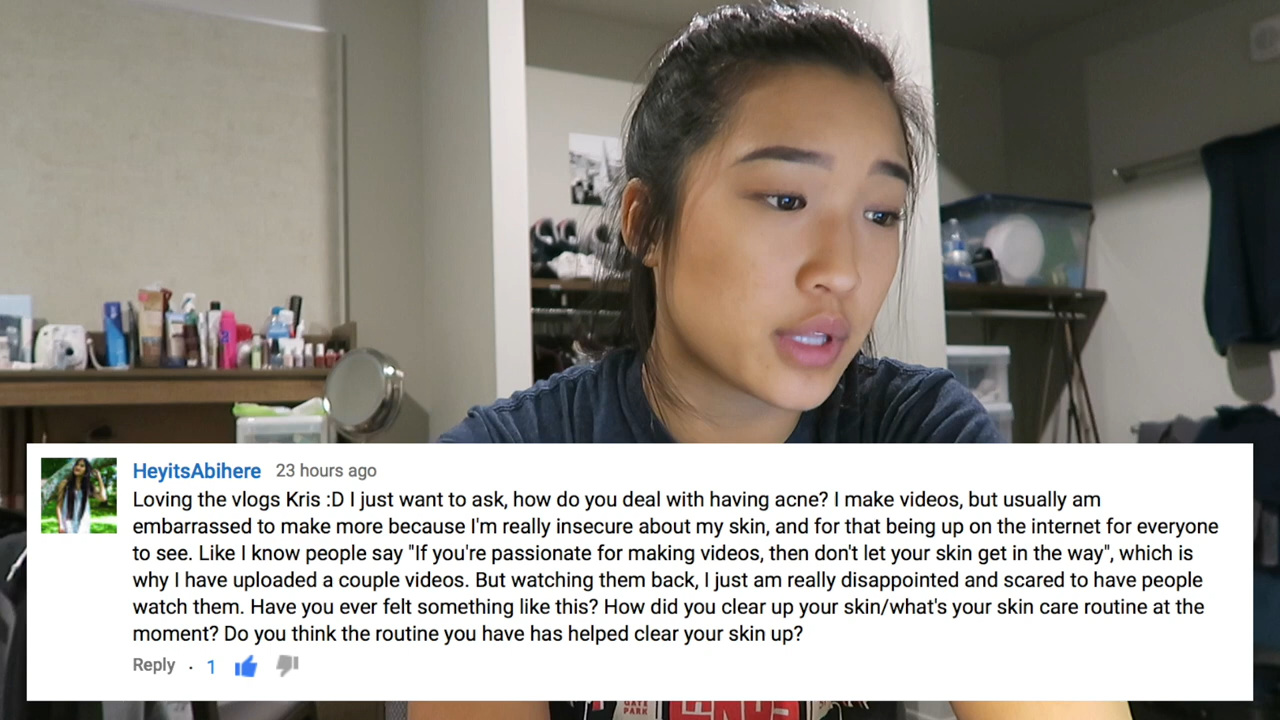 HeyitsAbihere 23 hours ago
Loving the vlogs Kris :D I just want to ask, how do you deal with having acne? I make videos, but usually am
embarrassed to make more because I'm really insecure about my skin, and for that being up on the internet for everyone
to see. Like I know people say "If you're passionate for making videos, then don't let your skin get in the way", which is
why I have uploaded a couple videos. But watching them back, I just am really disappointed and scared to have people
watch them. Have you ever felt something like this? How did you clear up your skin/what's your skin care routine at the
moment? Do you think the routine you have has helped clear your skin up?
Reply · 1
PARK